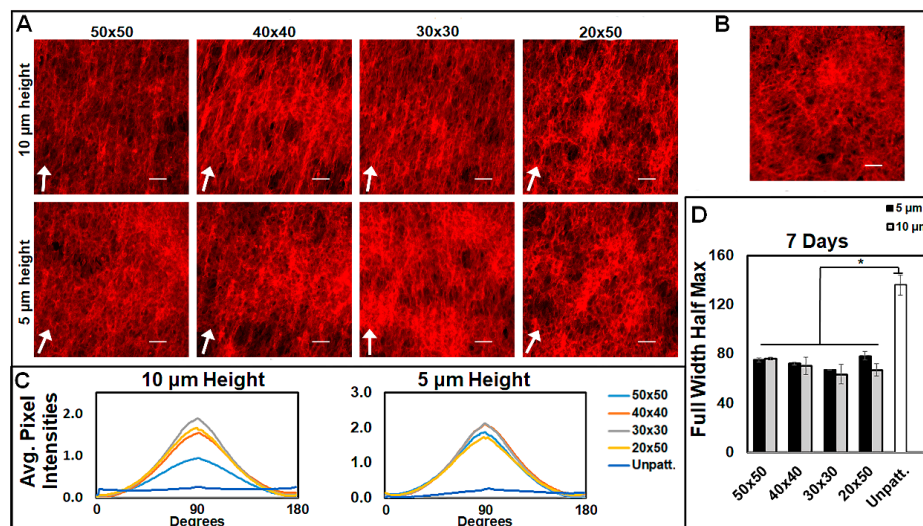 A
50x50 40x40 30x30 20x50
10 µm height
5 µm height
B
C
10 µm Height
Avg. Pixel
Intensities
2.0
1.0
0.0
0 90 180
Degrees
5 µm Height
3.0
2.0
1.0
0.0
0 90 180
Degrees
50x50
40x40
30x30
20x50
Unpatt.
D
5 µm
10 µm
7 Days
*
Full Width Half Max
160
120
80
40
0
50x50
40x40
30x30
20x50
Unpatt.